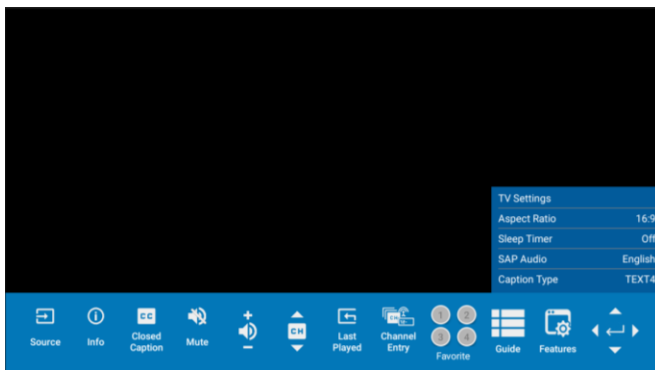 TV Settings
Aspect Ratio 16:9
Sleep Timer Off
SAP Audio English
Caption Type TEXT4
CC
CH
CH
1 2
3 4
Source
Info
Closed
Caption
Mute
Last
Played
Channel
Entry
Favorite
Guide
Features